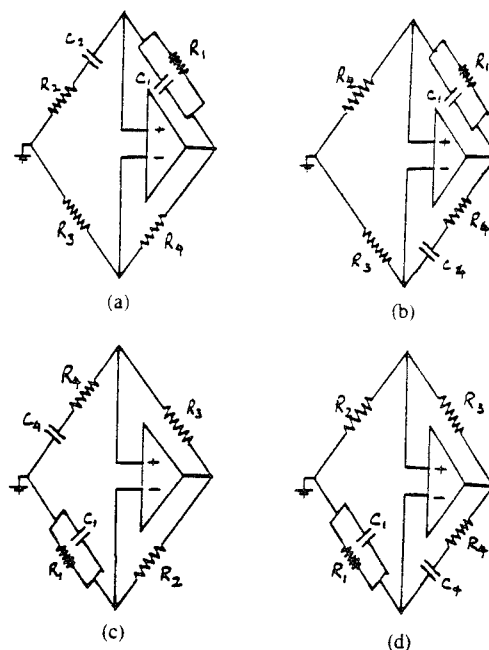 C2
R2
R1
C1
+
-
R3
R4
(a)
R2
R1
C1
+
-
R3
R4
C4
(b)
R4
C4
R3
+
-
C1
R1
R2
(c)
R2
R3
+
-
C1
R1
R4
C4
(d)